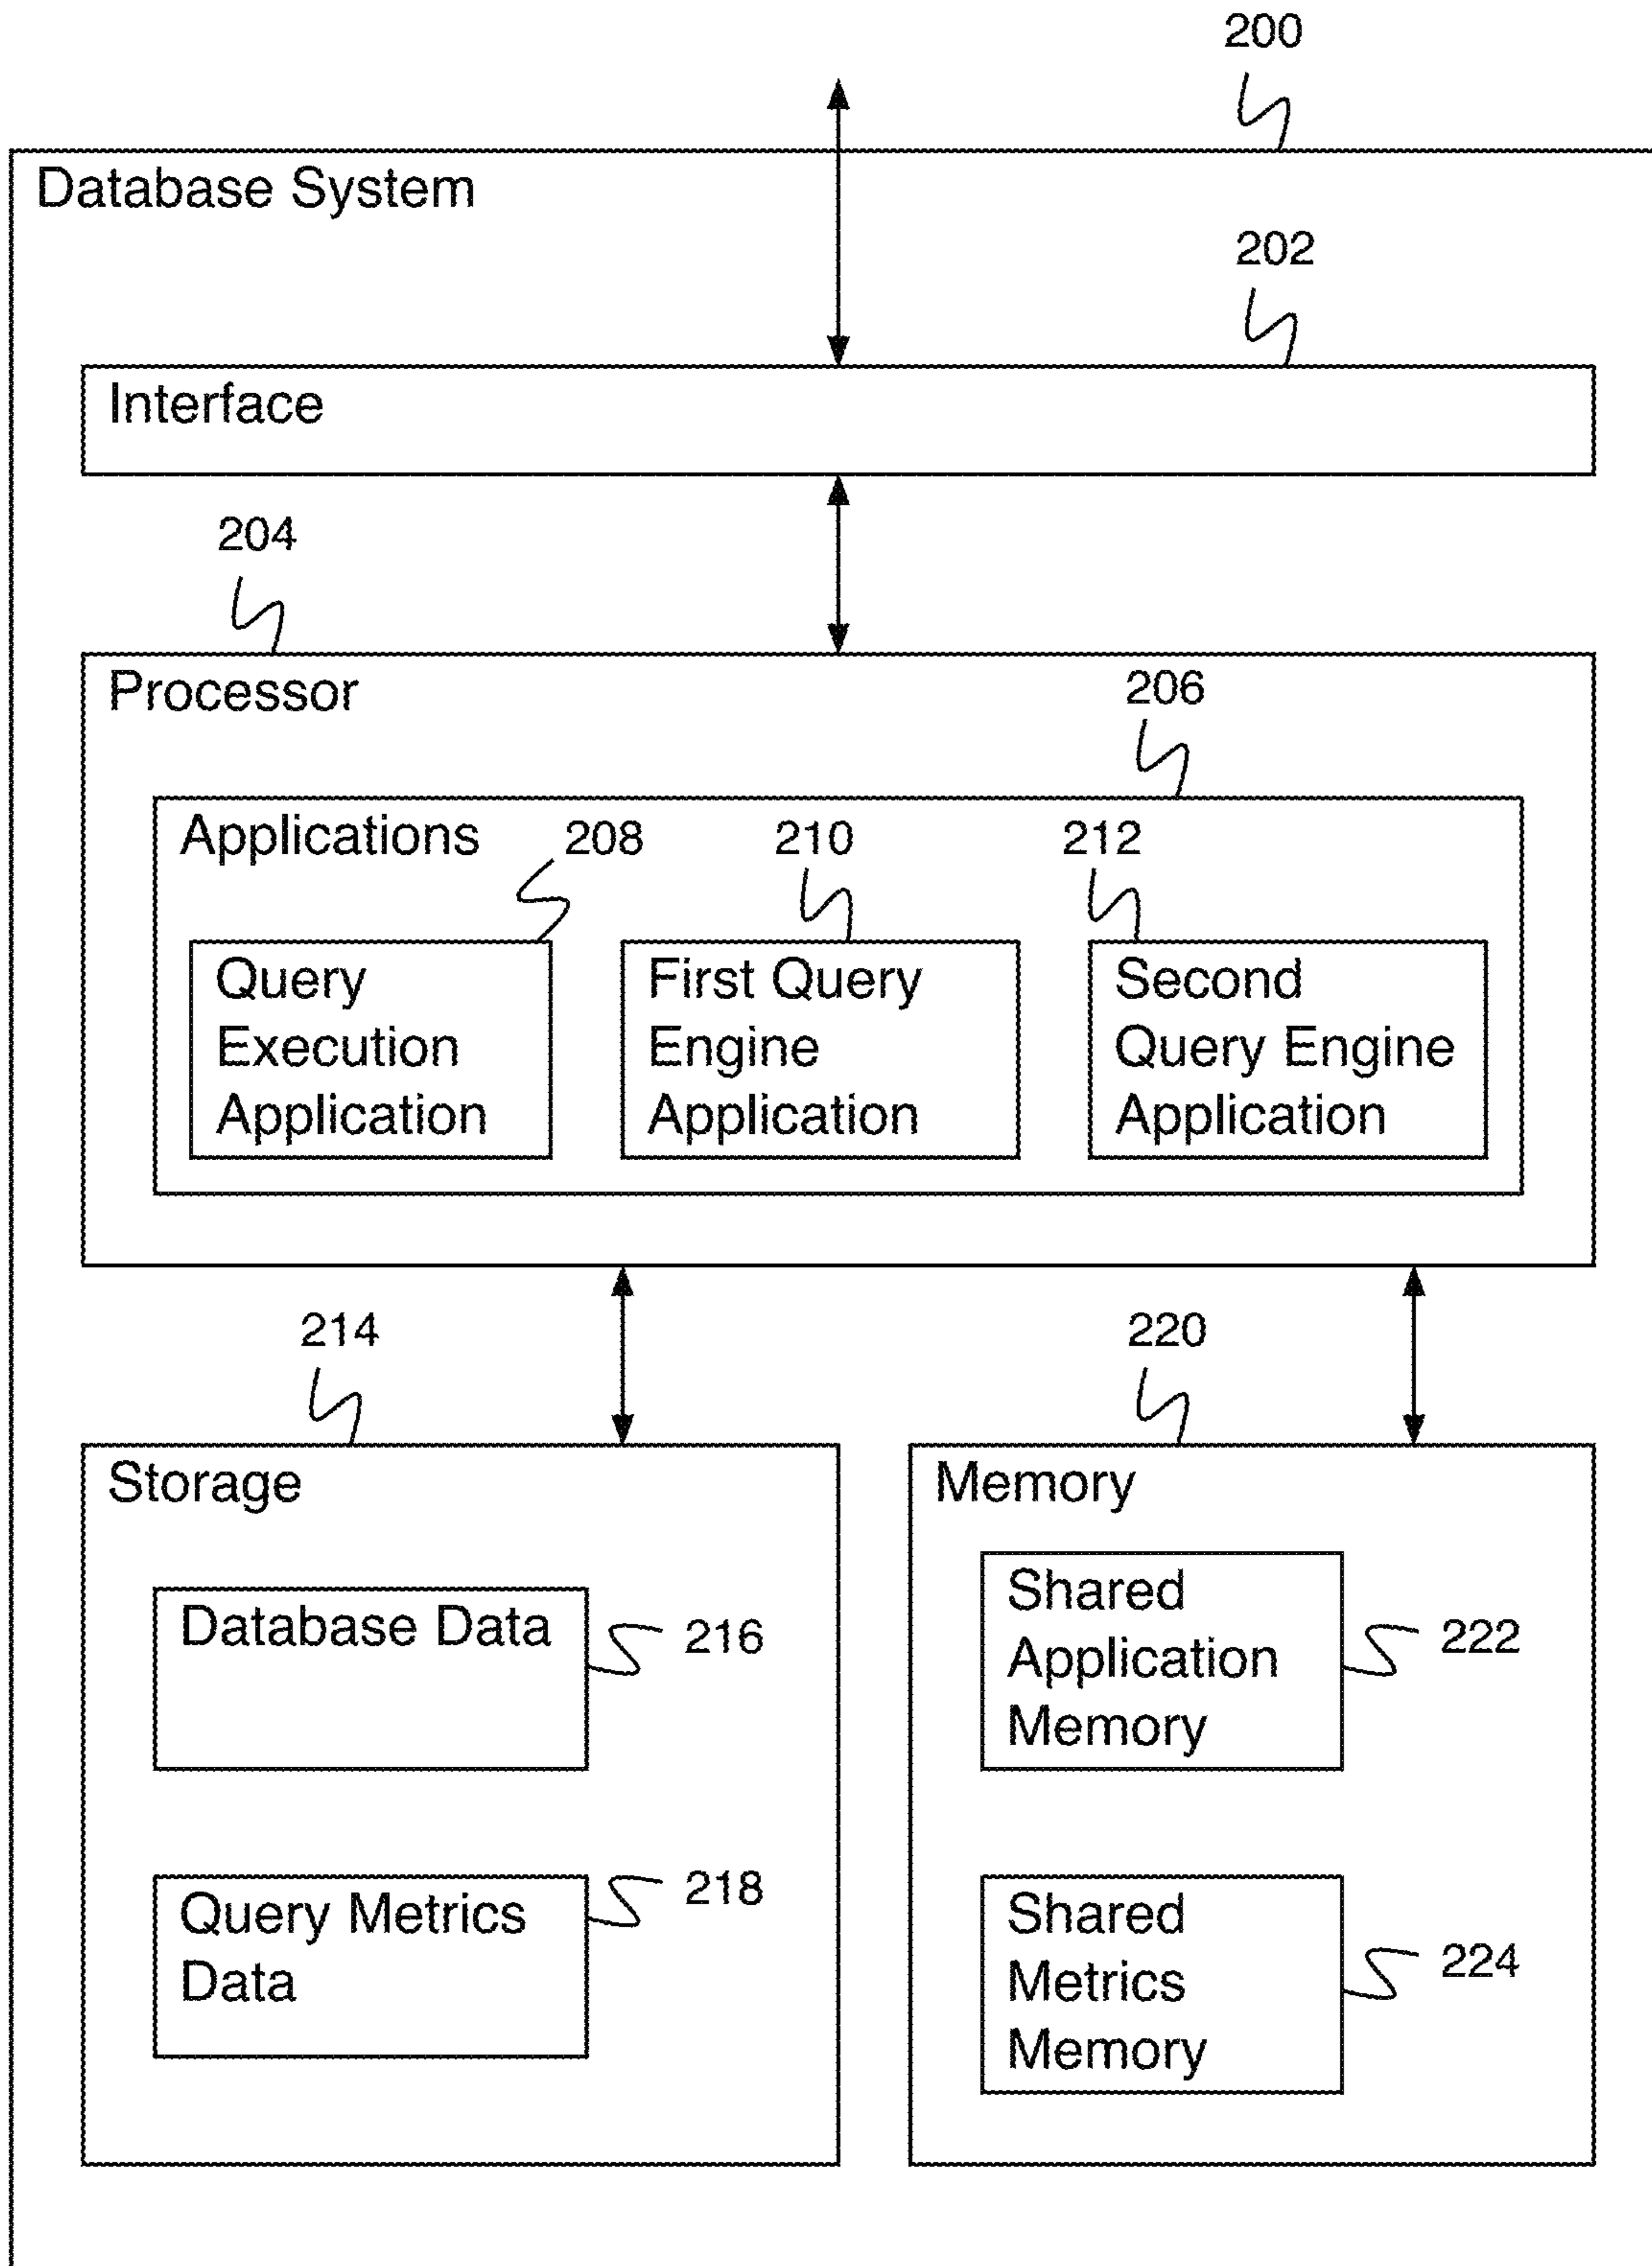 200
Database System
202
Interface
204
Processor
206
Applications
208
210
212
Query
Execution
Application
First Query
Engine
Application
Second
Query Engine
Application
214
220
Storage
Memory
Database Data
216
Shared
Application
Memory
222
Query Metrics
Data
218
Shared
Metrics
Memory
224